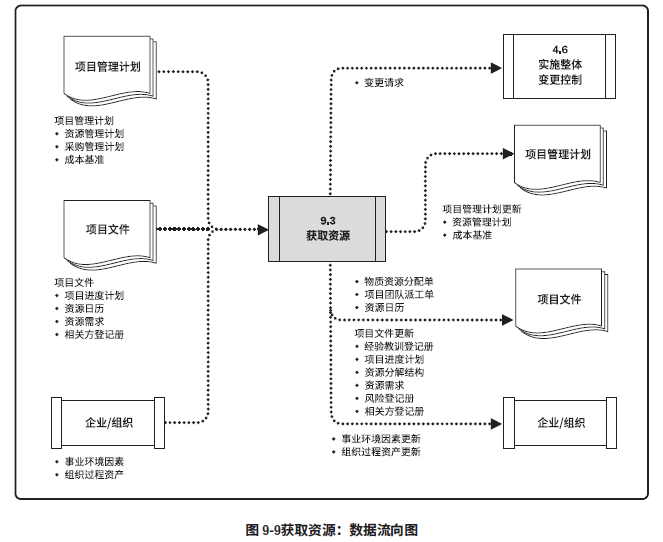 项目管理计划
项目管理计划
• 资源管理计划
• 采购管理计划
• 成本基准
项目文件
项目文件
• 项目进度计划
• 资源日历
• 资源需求
• 相关方登记册
企业/组织
• 事业环境因素
• 组织过程资产
9.3
获取资源
• 变更请求
4.6
实施整体
变更控制
项目管理计划
项目管理计划更新
• 资源管理计划
• 成本基准
• 物质资源分配单
• 项目团队派工单
• 资源日历
项目文件
项目文件更新
• 经验教训登记册
• 项目进度计划
• 资源分解结构
• 资源需求
• 风险登记册
• 相关方登记册
企业/组织
• 事业环境因素更新
• 组织过程资产更新
图 9-9获取资源：数据流向图